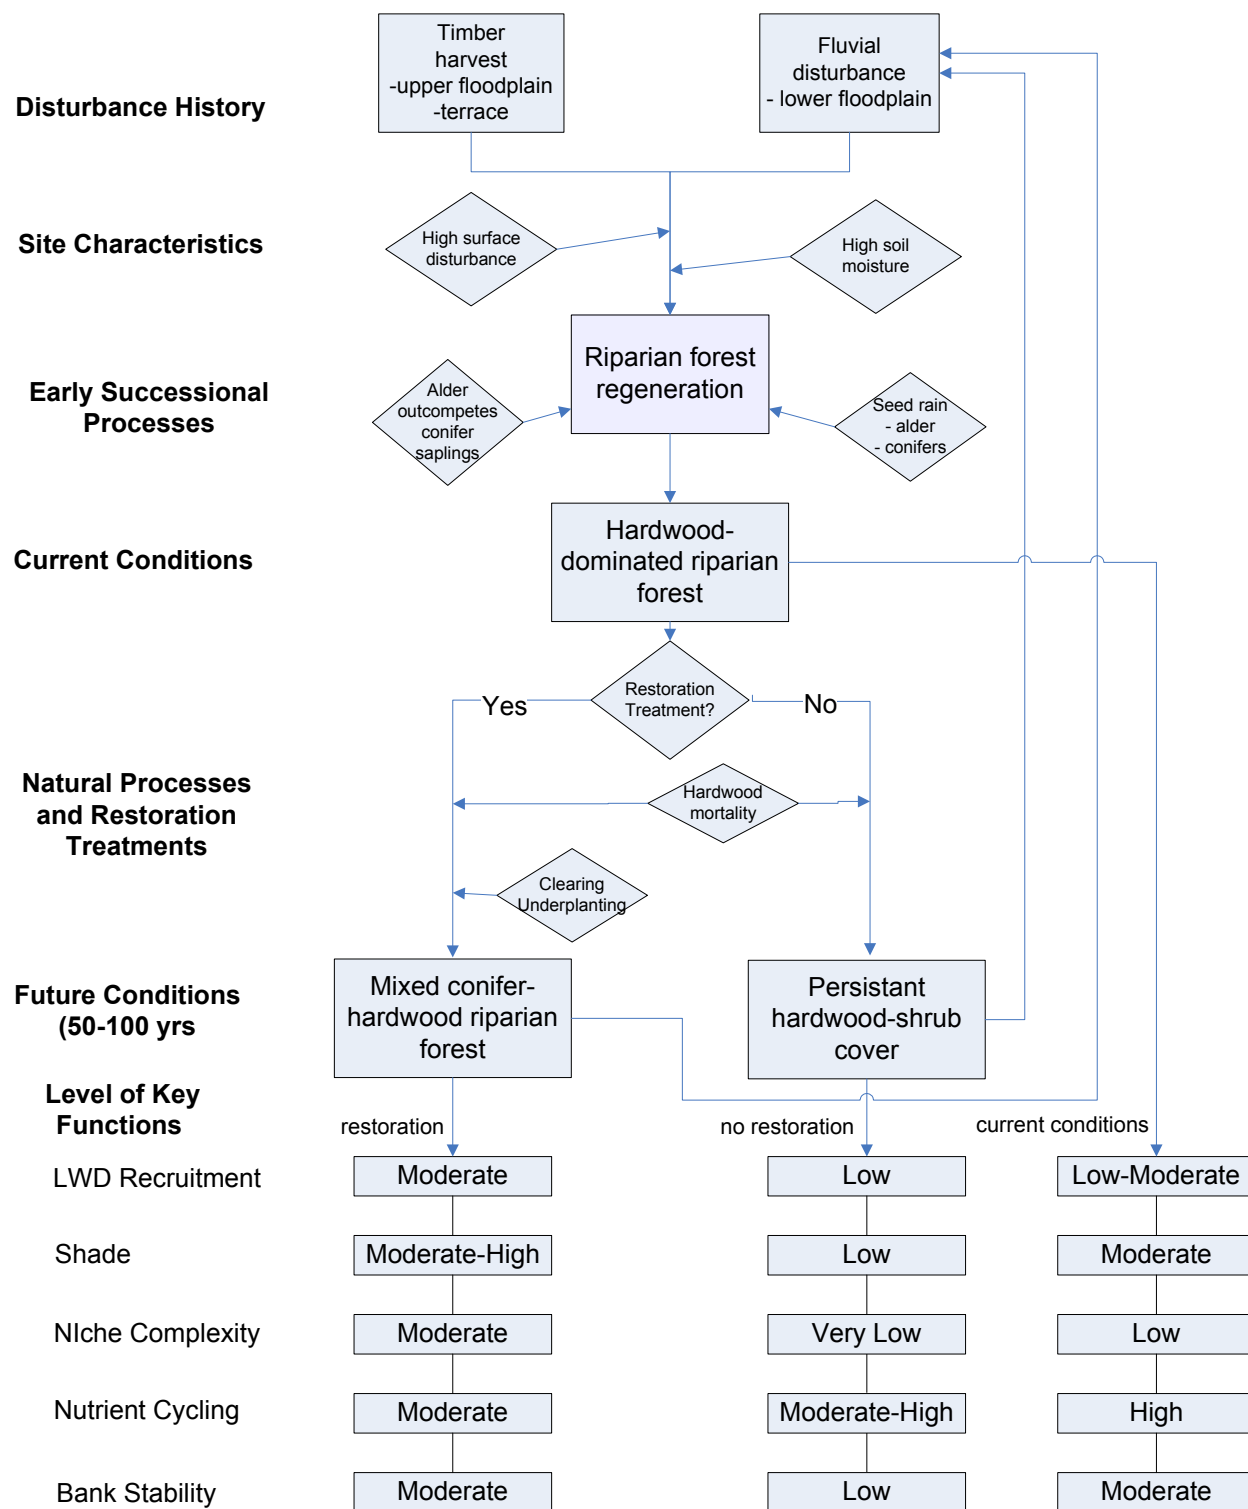 Timber
harvest
-upper floodplain
-terrace
Fluvial
disturbance
- lower floodplain
Disturbance History
Site Characteristics
High surface
disturbance
High soil
moisture
Early Successional
Processes
Riparian forest
regeneration
Alder
outcompetes
conifer
saplings
Seed rain
- alder
- conifers
Current Conditions
Hardwood-
dominated riparian
forest
Restoration
Treatment?
Yes
No
Natural Processes
and Restoration
Treatments
Hardwood
mortality
Clearing
Underplanting
Future Conditions
(50-100 yrs
Mixed conifer-
hardwood riparian
forest
Persistant
hardwood-shrub
cover
Level of Key
Functions
restoration
no restoration
current conditions
LWD Recruitment
Moderate
Low
Low-Moderate
Shade
Moderate-High
Low
Moderate
NIche Complexity
Moderate
Very Low
Low
Nutrient Cycling
Moderate
Moderate-High
High
Bank Stability
Moderate
Low
Moderate